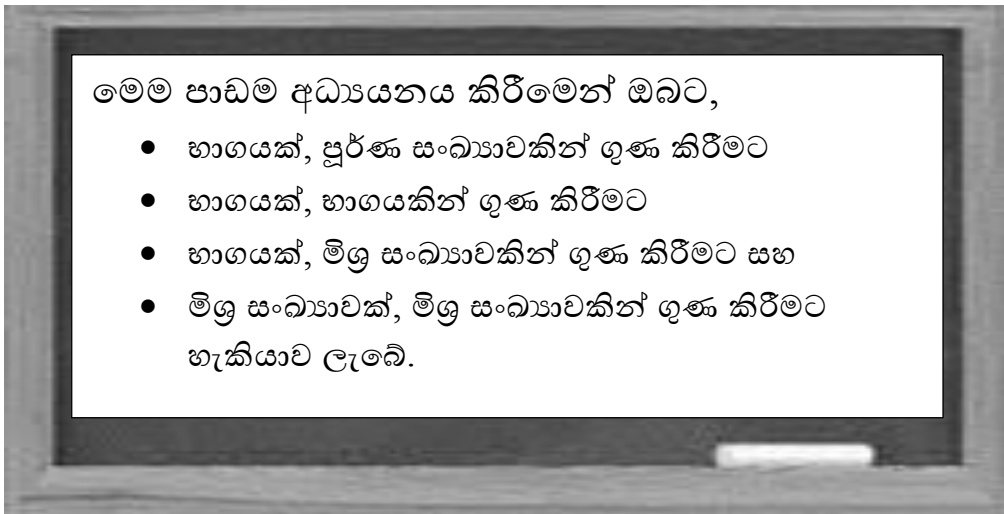 මෙම පාඩම අධ්‍යයනය කිරීමෙන් ඔබට,
• භාගයක්, පූර්ණ සංඛ්‍යාවකින් ගුණ කිරීමට
• භාගයක්, භාගයකින් ගුණ කිරීමට
• භාගයක්, මිශ්‍ර සංඛ්‍යාවකින් ගුණ කිරීමට සහ
• මිශ්‍ර සංඛ්‍යාවක්, මිශ්‍ර සංඛ්‍යාවකින් ගුණ කිරීමට
හැකියාව ලැබේ.